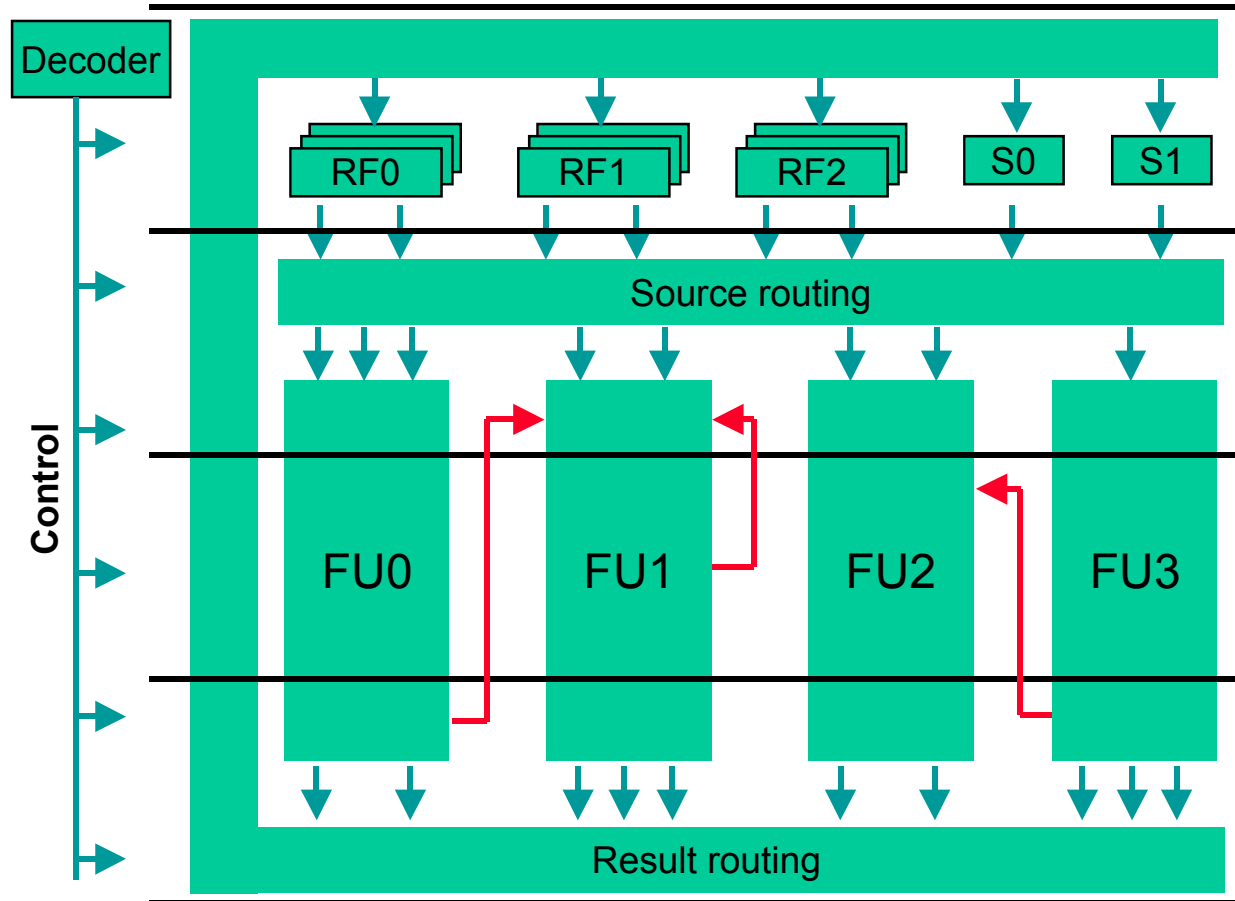 Decoder
RF0
RF1
RF2
S0
S1
Source routing
Control
FU0
FU1
FU2
FU3
Result routing